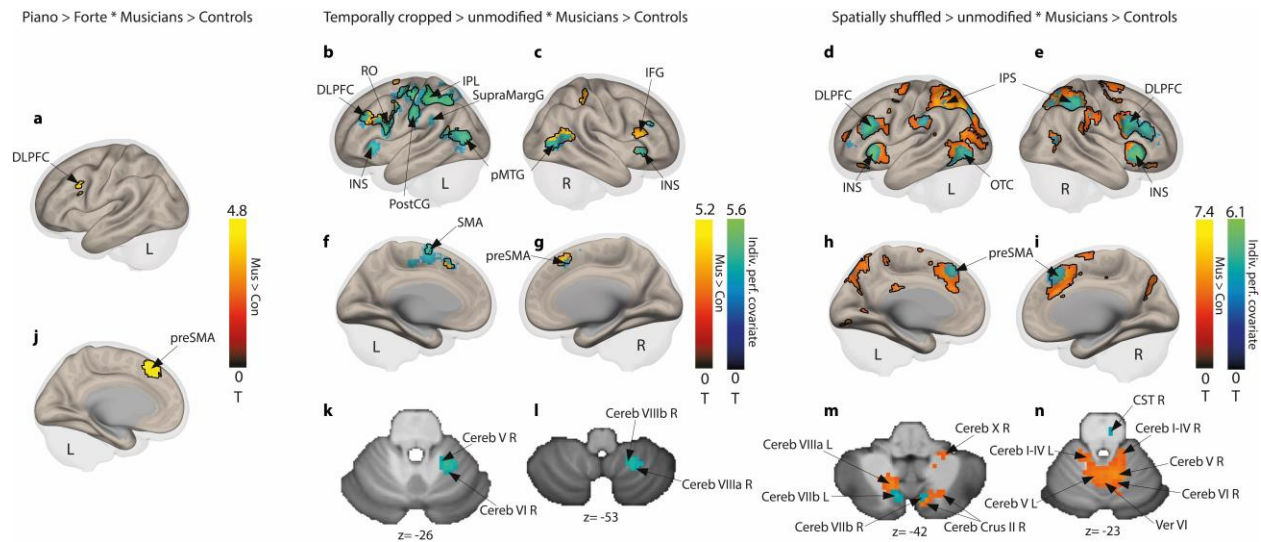 Piano > Forte * Musicians > Controls
Temporally cropped > unmodified * Musicians > Controls
Spatially shuffled > unmodified * Musicians > Controls
a
DLPFC
L
4.8
Mus > Con
0
T
j
preSMA
L
b
RO
DLPFC
IPL
SupraMargG
INS
PostCG
L
pMTG
c
IFG
R
INS
f
SMA
L
g
preSMA
R
5.2
Mus > Con
0
T
5.6
Indiv. perf. covariate
0
T
k
Cereb V R
Cereb VI R
z= -26
l
Cereb VIIIb R
Cereb VIIIa R
z= -53
d
DLPFC
IPS
INS
L
OTC
e
DLPFC
R
INS
h
preSMA
L
i
R
7.4
Mus > Con
0
T
6.1
Indiv. perf. covariate
0
T
m
Cereb X R
Cereb VIIIa L
Cereb VIIb L
Cereb VIIb R
Cereb Crus II R
z= -42
n
CST R
Cereb I-IV R
Cereb I-IV L
Cereb V R
Cereb V L
Cereb VI R
Ver VI
z= -23